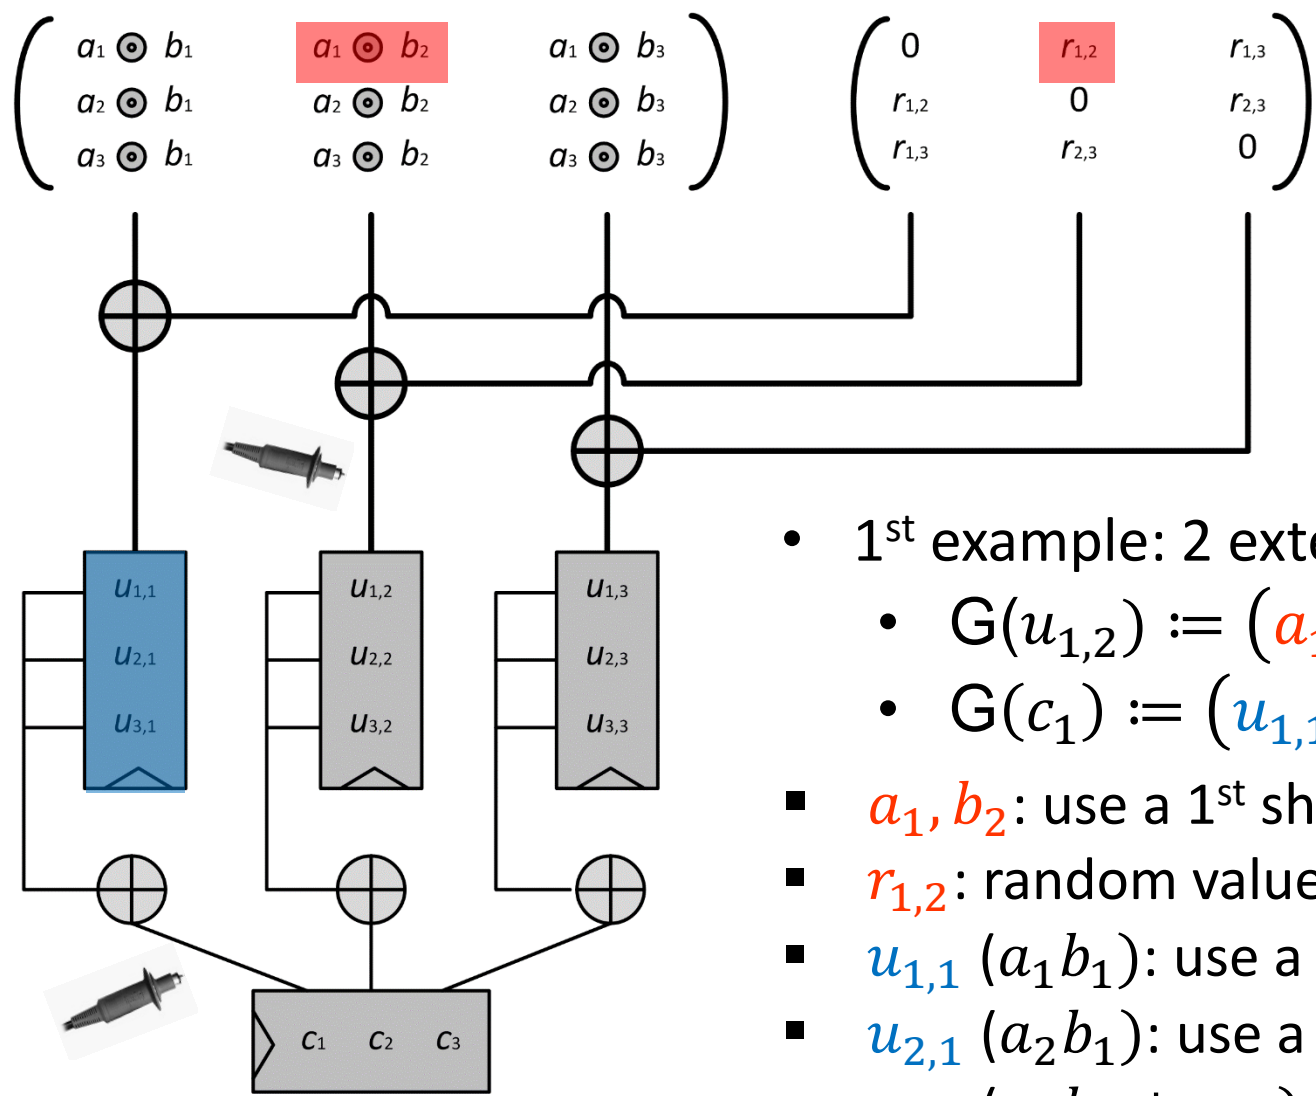 a₁ ⊙ b₁ a₁ ⊙ b₂ a₁ ⊙ b₃ 0 r₁,₂ r₁,₃
a₂ ⊙ b₁ a₂ ⊙ b₂ a₂ ⊙ b₃ r₁,₂ 0 r₂,₃
a₃ ⊙ b₁ a₃ ⊙ b₂ a₃ ⊙ b₃ r₁,₃ r₂,₃ 0
u₁,₁ u₁,₂ u₁,₃
u₂,₁ u₂,₂ u₂,₃
u₃,₁ u₃,₂ u₃,₃
c₁ c₂ c₃
• 1ˢᵗ example: 2 exte
• G(u₁,₂) ≔ (a₁
• G(c₁) ≔ (u₁,₁
▪ a₁, b₂: use a 1ˢᵗ sh
▪ r₁,₂: random value
▪ u₁,₁ (a₁b₁): use a
▪ u₂,₁ (a₂b₁): use a